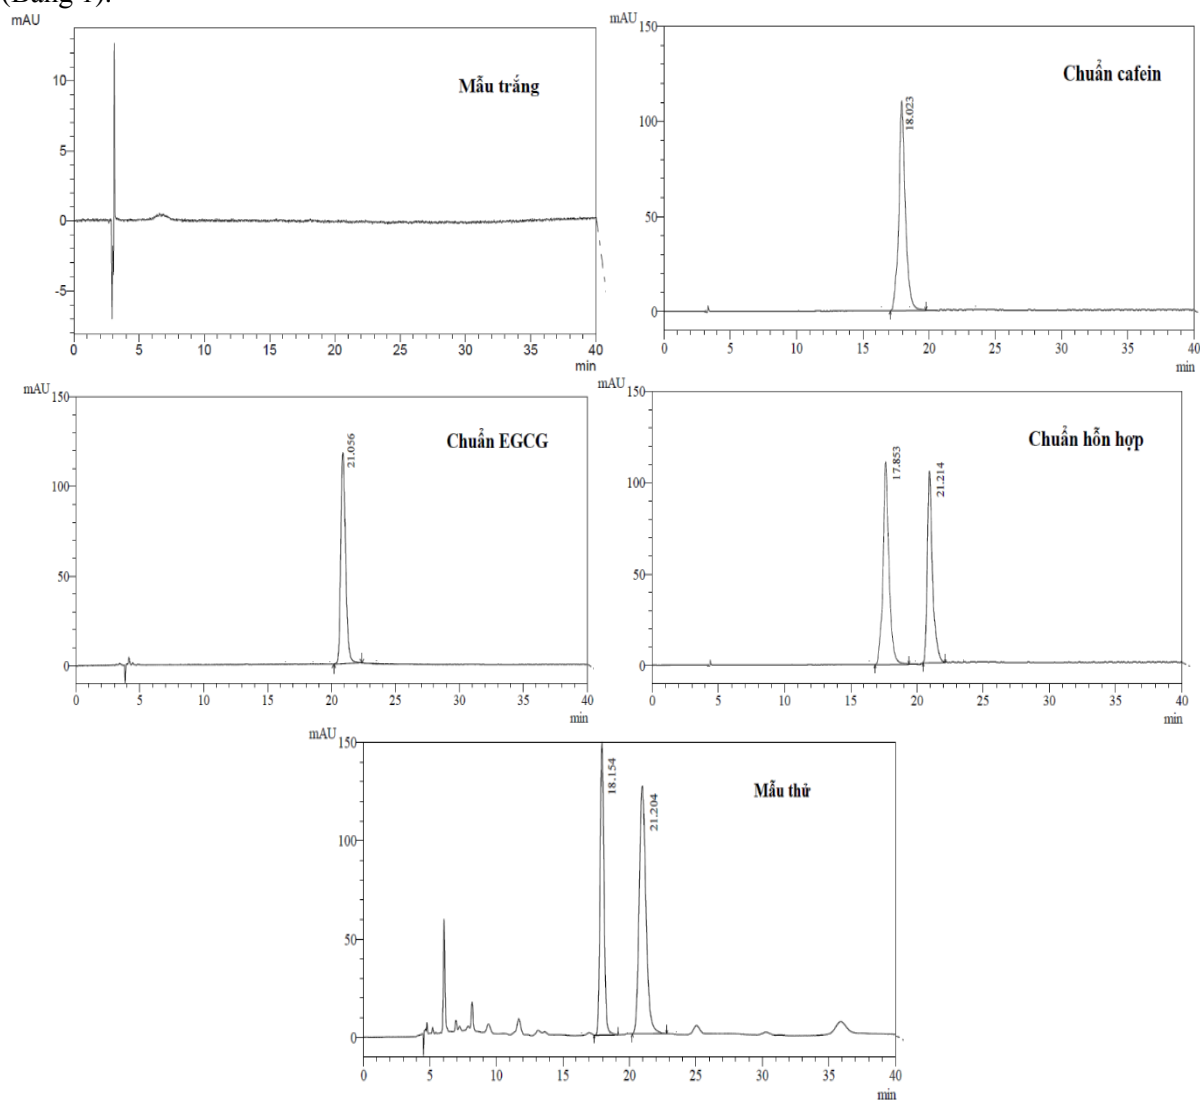 (Bảng 1).
mAU
Mẫu trắng
10
5
0
-5
0 5 10 15 20 25 30 35 40
min
mAU
150
Chuẩn cafein
18.023
100
50
0
0 5 10 15 20 25 30 35 40
min
mAU
150
Chuẩn EGCG
21.056
100
50
0
0 5 10 15 20 25 30 35 40
min
mAU
150
Chuẩn hỗn hợp
17.853
21.214
100
50
0
0 5 10 15 20 25 30 35 40
min
mAU
150
Mẫu thử
18.154
21.204
100
50
0
0 5 10 15 20 25 30 35 40
min